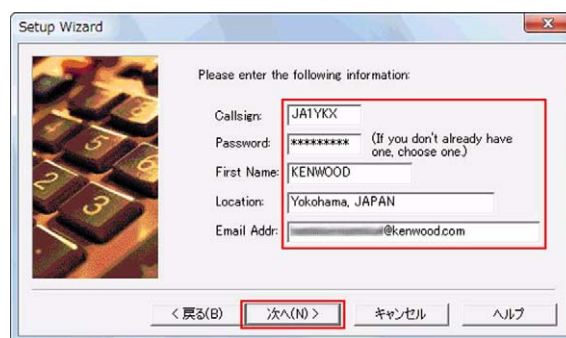 Setup Wizard
Please enter the following information:
Callsign: JA1YKX
Password: ********* (If you don't already have
one, choose one.)
First Name: KENWOOD
Location: Yokohama, JAPAN
Email Addr: @kenwood.com
< 戻る(B) 次へ(N) > キャンセル ヘルプ